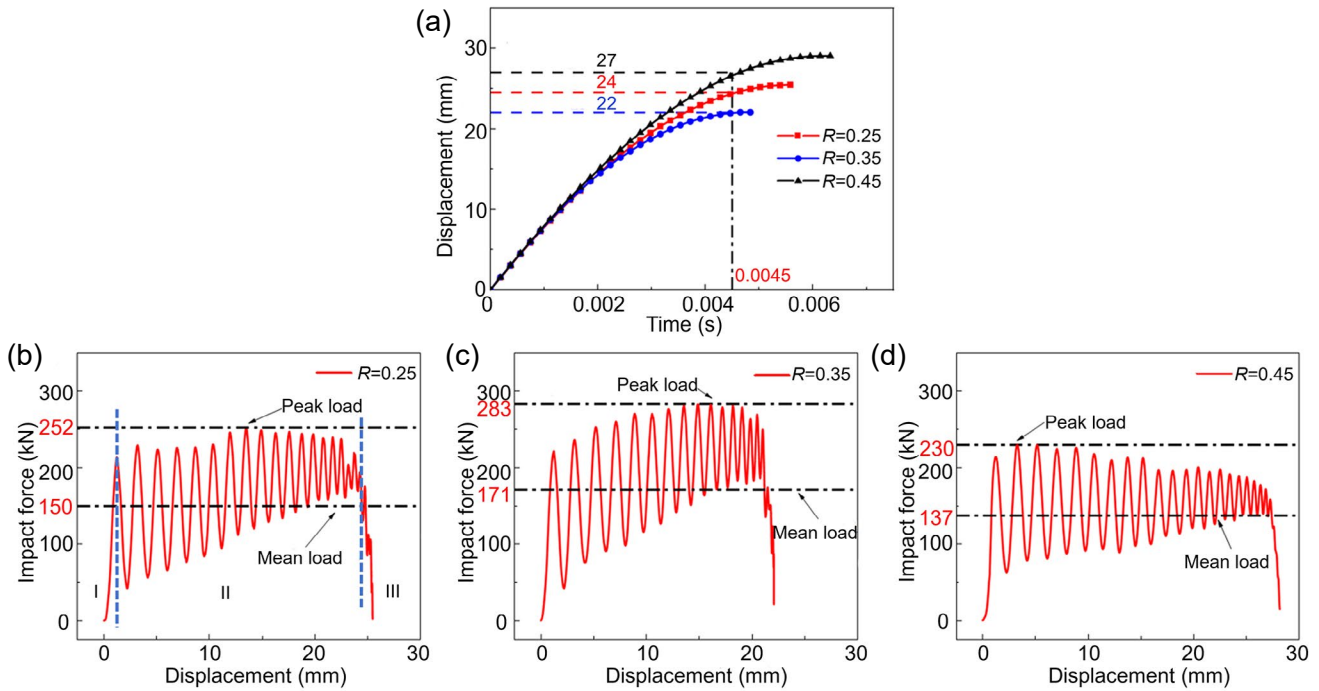 (a)
Displacement (mm)
30
20
10
0
27
24
22
R=0.25
R=0.35
R=0.45
0.0045
0
0.002
0.004
0.006
Time (s)
(b)
Impact force (kN)
300
252
200
150
100
0
R=0.25
Peak load
Mean load
I
II
III
0
10
20
30
Displacement (mm)
(c)
Impact force (kN)
300
283
200
171
100
0
R=0.35
Peak load
Mean load
0
10
20
30
Displacement (mm)
(d)
Impact force (kN)
300
230
200
137
100
0
R=0.45
Peak load
Mean load
0
10
20
30
Displacement (mm)